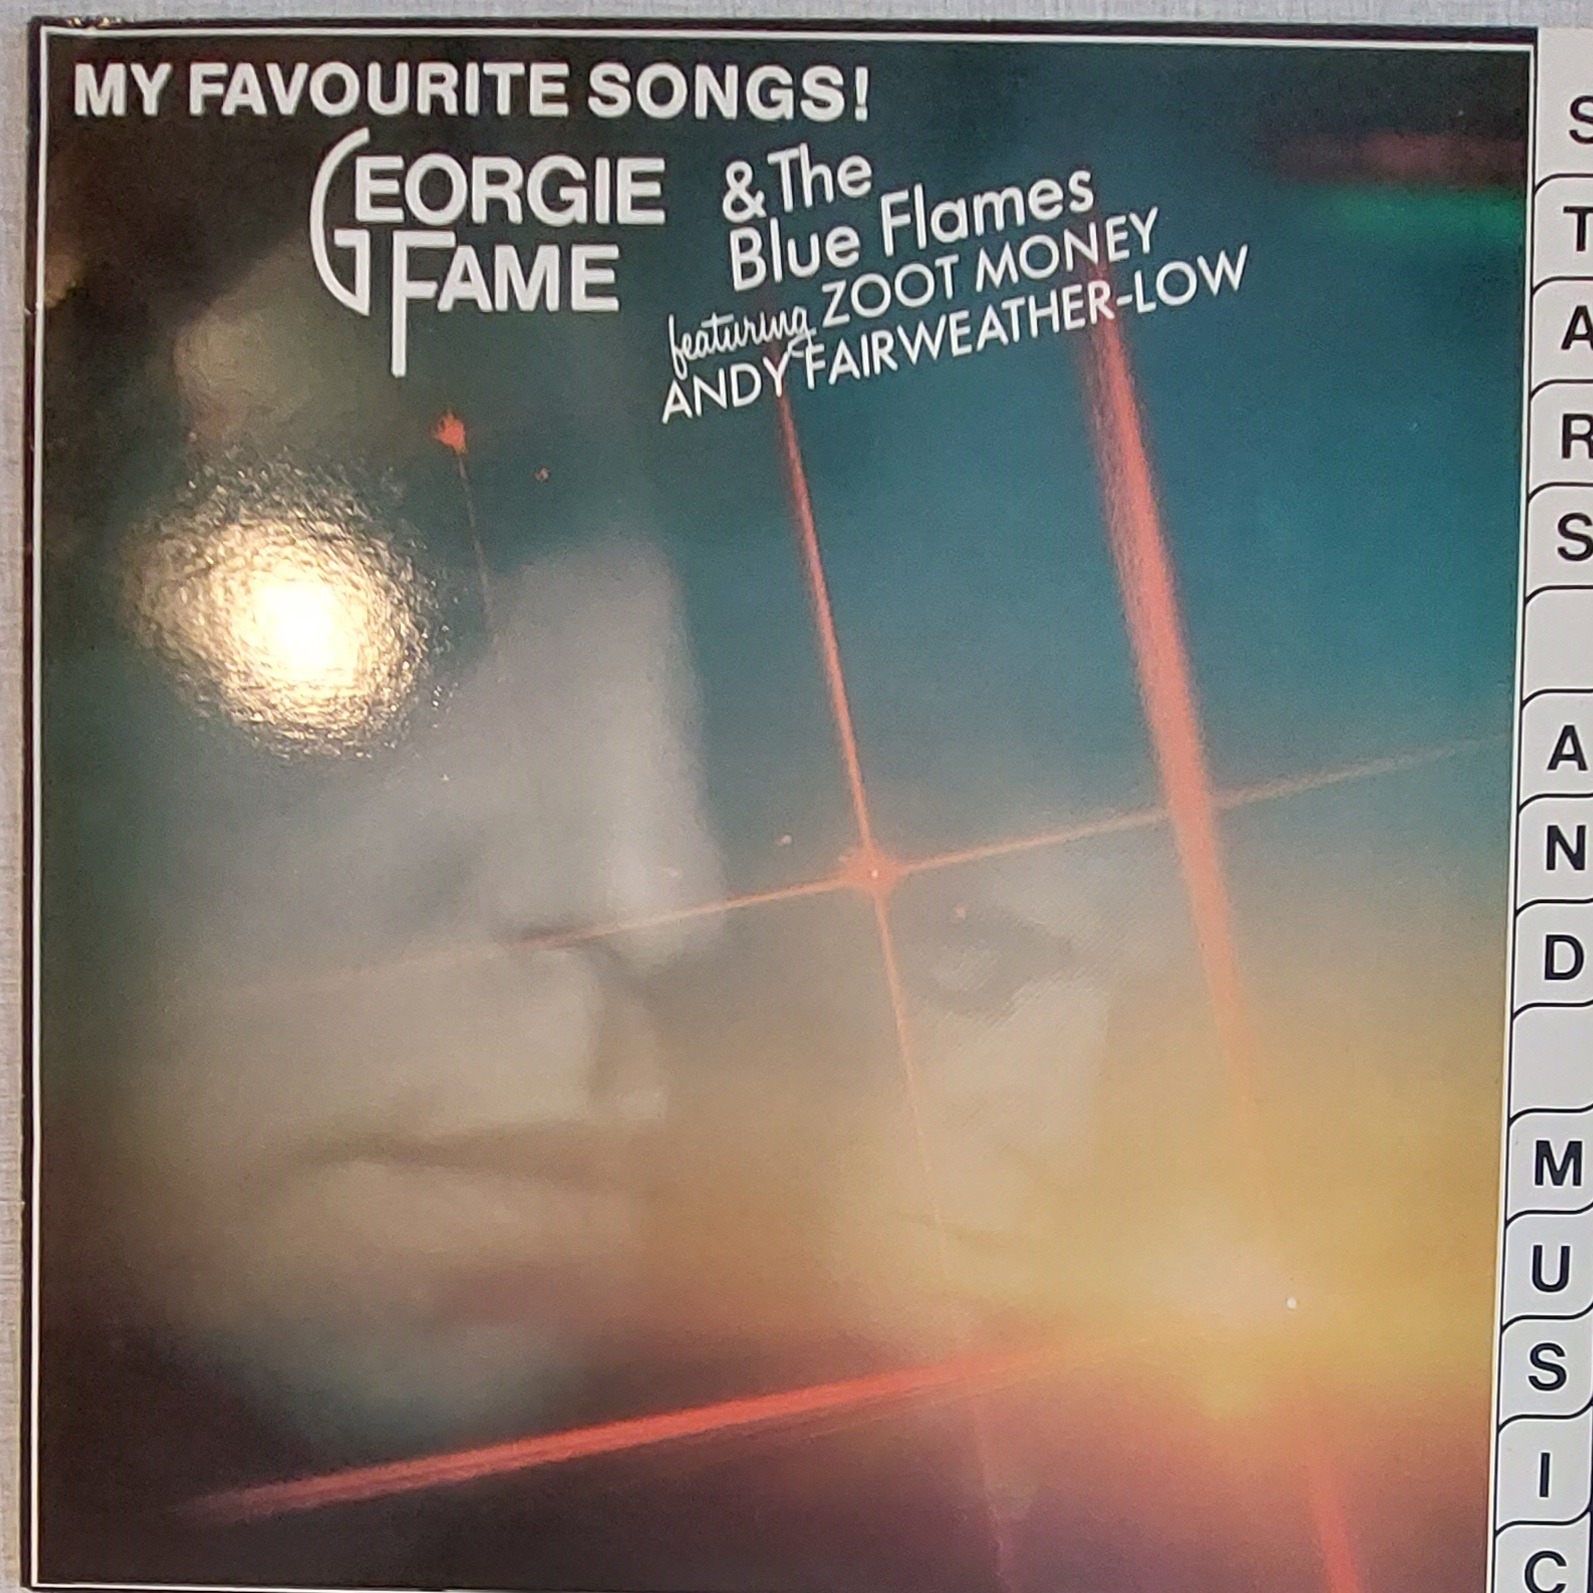 MY FAVOURITE SONGS!
GEORGIE
FAME
& The
Blue Flames
featuring ZOOT MONEY
ANDY FAIRWEATHER-LOW
STARS AND MUSIC